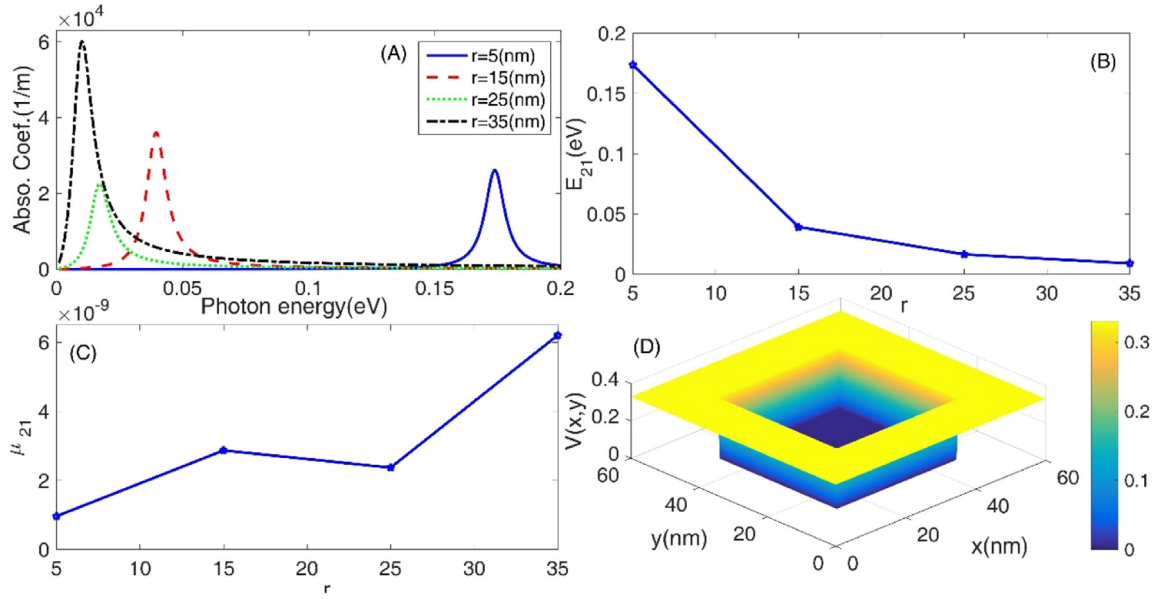 ×10⁴
6
4
2
0
Abso. Coef.(1/m)
(A)
r=5(nm)
r=15(nm)
r=25(nm)
r=35(nm)
0 0.05 0.1 0.15 0.2
Photon energy(eV)
0.2
0.15
0.1
0.05
0
E₂₁(eV)
(B)
5 10 15 20 25 30 35
r
×10⁻⁹
6
4
2
0
μ ₂₁
(C)
5 10 15 20 25 30 35
r
(D)
0.4
0.2
0
V(x,y)
60
40
20
0
y(nm)
0
20
40
60
x(nm)
0.3
0.2
0.1
0